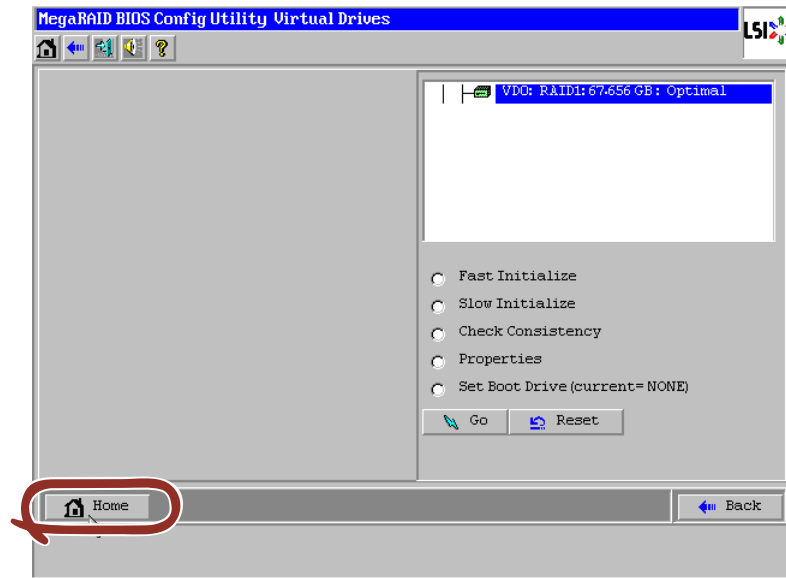 MegaRAID BIOS Config Utility Virtual Drives
LSI
VD0: RAID1: 67.656 GB: Optimal
Fast Initialize
Slow Initialize
Check Consistency
Properties
Set Boot Drive (current= NONE)
Go
Reset
Home
Back